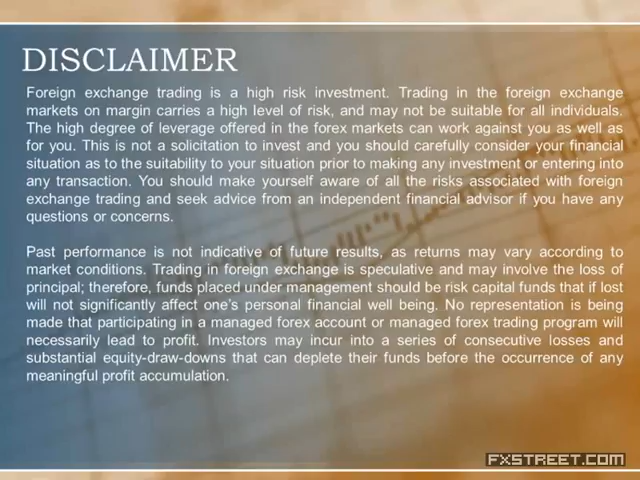 DISCLAIMER
Foreign exchange trading is a high risk investment. Trading in the foreign exchange
markets on margin carries a high level of risk, and may not be suitable for all individuals.
The high degree of leverage offered in the forex markets can work against you as well as
for you. This is not a solicitation to invest and you should carefully consider your financial
situation as to the suitability to your situation prior to making any investment or entering into
any transaction. You should make yourself aware of all the risks associated with foreign
exchange trading and seek advice from an independent financial advisor if you have any
questions or concerns.
Past performance is not indicative of future results, as returns may vary according to
market conditions. Trading in foreign exchange is speculative and may involve the loss of
principal; therefore, funds placed under management should be risk capital funds that if lost
will not significantly affect one's personal financial well being. No representation is being
made that participating in a managed forex account or managed forex trading program will
necessarily lead to profit. Investors may incur into a series of consecutive losses and
substantial equity-draw-downs that can deplete their funds before the occurrence of any
meaningful profit accumulation.
FXSTREET.COM